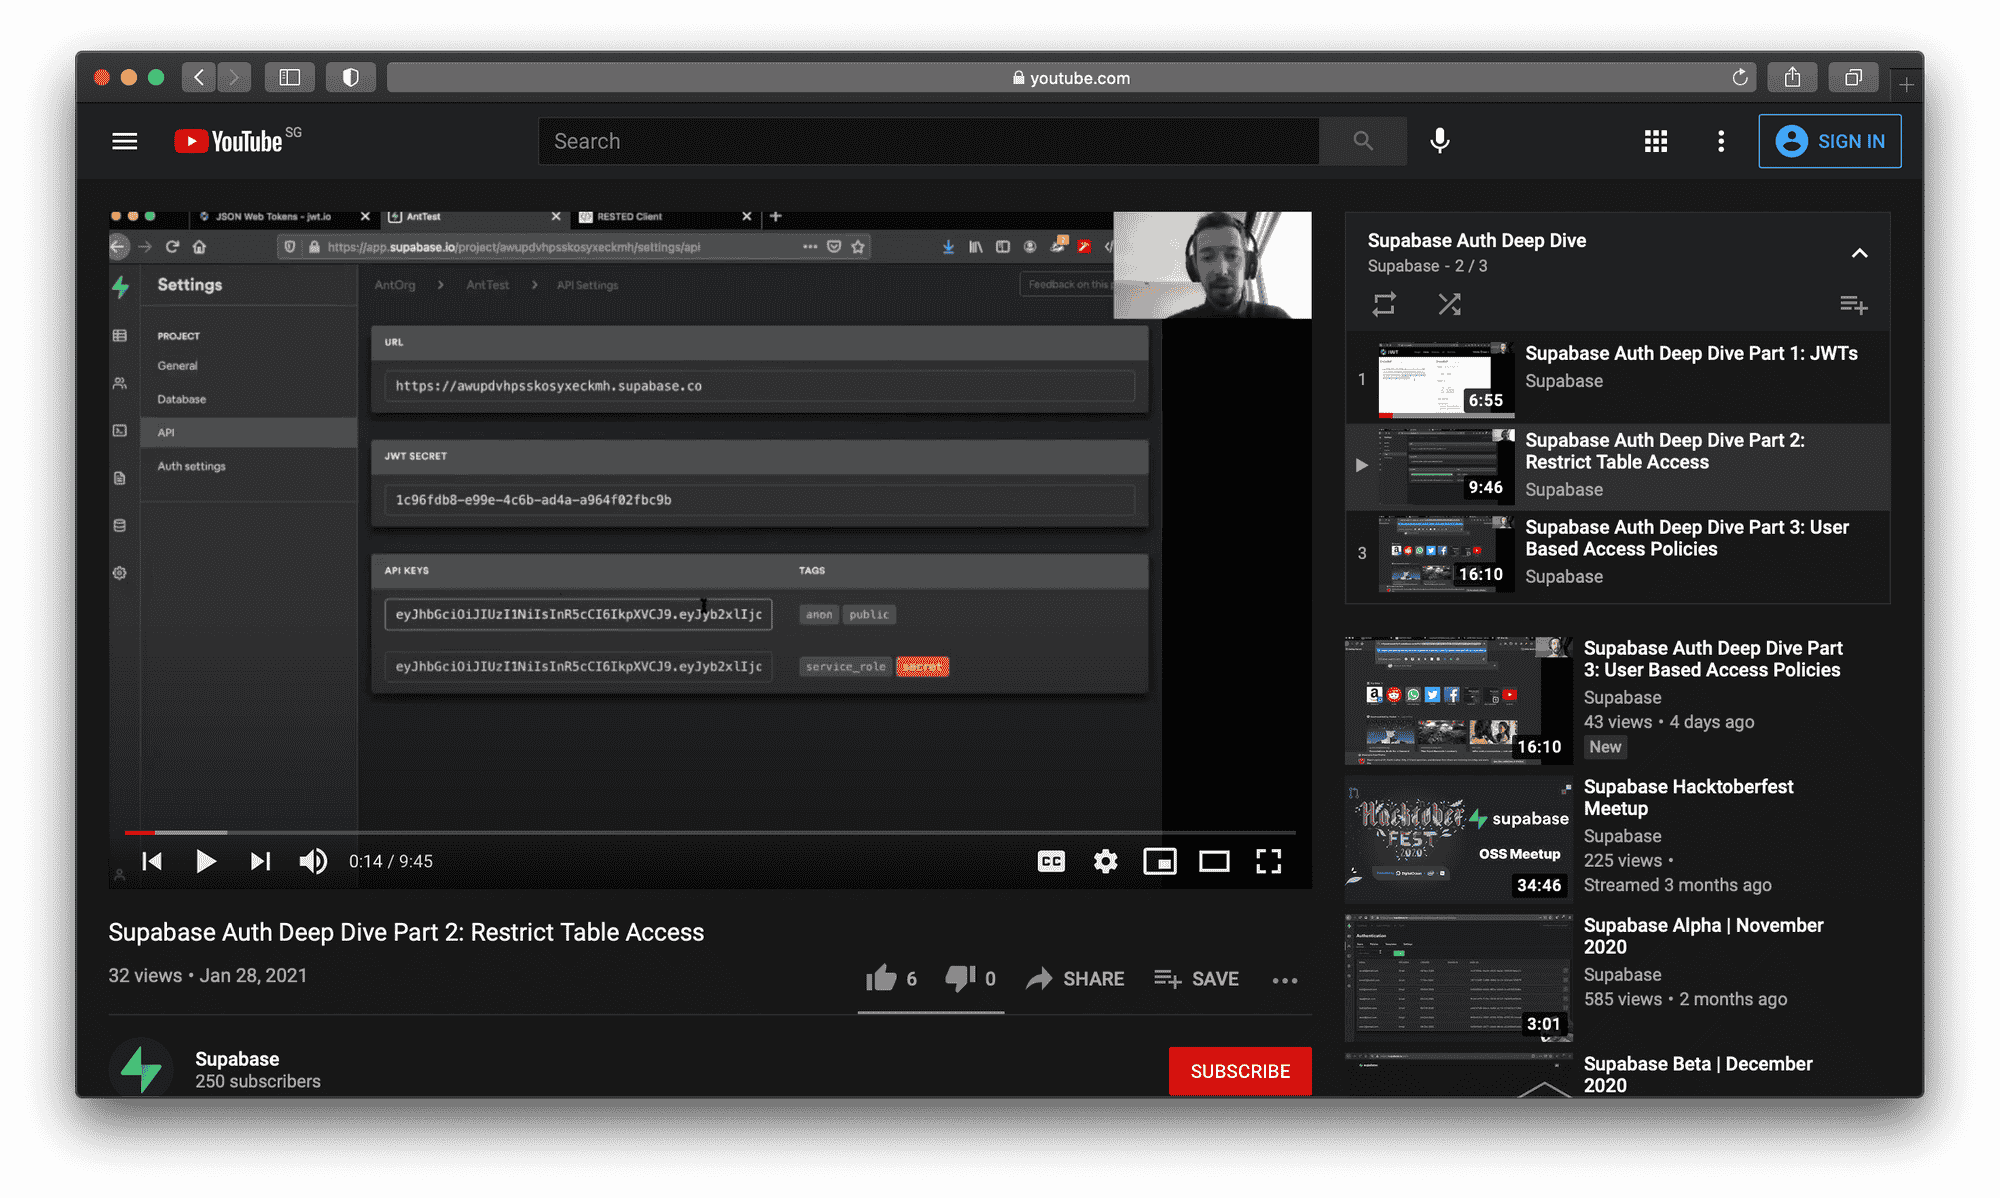 youtube.com
YouTube SG
Search
SIGN IN
JSON Web Tokens - jwt.io
AntTest
RESTED Client
https://app.supabase.io/project/awupdvhpsskosyxeckmh/settings/api
Settings
AntOrg > AntTest > API Settings
Feedback on this
PROJECT
General
Database
API
Auth settings
URL
https://awupdvhpsskosyxeckmh.supabase.co
JWT SECRET
1c96fdb8-e99e-4c6b-ad4a-a964f02fbc9b
API KEYS
TAGS
eyJhbGciOiJIUzI1NiIsInR5cCI6IkpXVCJ9.eyJyb2xlIjc
anon
public
eyJhbGciOiJIUzI1NiIsInR5cCI6IkpXVCJ9.eyJyb2xlIjc
service_role
secret
0:14 / 9:45
CC
Supabase Auth Deep Dive Part 2: Restrict Table Access
32 views • Jan 28, 2021
6
0
SHARE
SAVE
Supabase
250 subscribers
SUBSCRIBE
Supabase Auth Deep Dive
Supabase - 2 / 3
1
6:55
Supabase Auth Deep Dive Part 1: JWTs
Supabase
9:46
Supabase Auth Deep Dive Part 2:
Restrict Table Access
Supabase
3
16:10
Supabase Auth Deep Dive Part 3: User
Based Access Policies
Supabase
16:10
Supabase Auth Deep Dive Part
3: User Based Access Policies
Supabase
43 views • 4 days ago
New
Hacktober
FEST
2020
supabase
OSS Meetup
34:46
Supabase Hacktoberfest
Meetup
Supabase
225 views •
Streamed 3 months ago
Authentication
3:01
Supabase Alpha | November
2020
Supabase
585 views • 2 months ago
Supabase Beta | December
2020